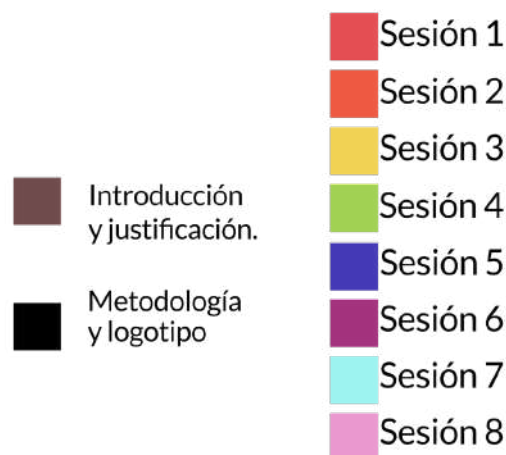 Introducción
y justificación.
Metodología
y logotipo
Sesión 1
Sesión 2
Sesión 3
Sesión 4
Sesión 5
Sesión 6
Sesión 7
Sesión 8